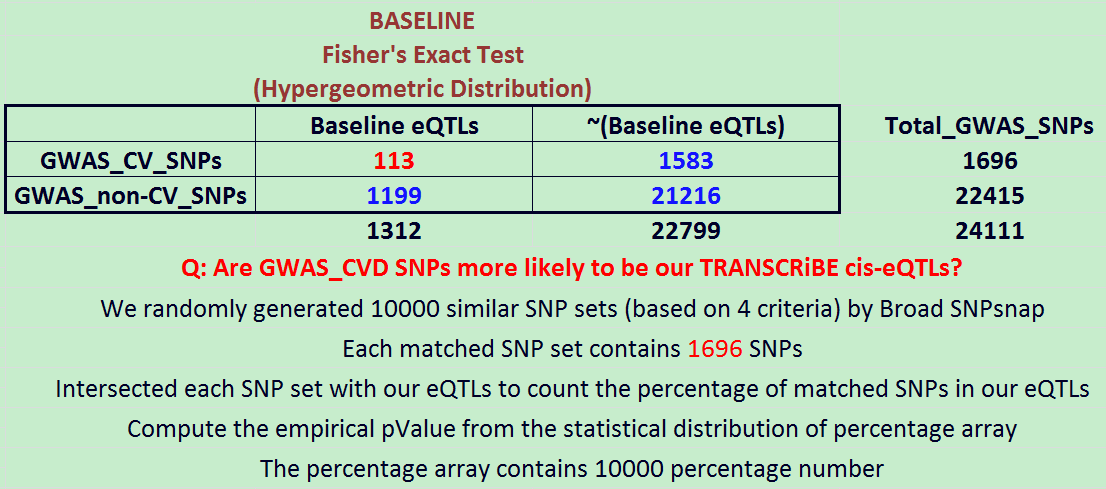 BASELINE
Fisher's Exact Test
(Hypergeometric Distribution)
Baseline eQTLs ~(Baseline eQTLs) Total_GWAS_SNPs
GWAS_CV_SNPs 113 1583 1696
GWAS_non-CV_SNPs 1199 21216 22415
1312 22799 24111
Q: Are GWAS_CVD SNPs more likely to be our TRANSCRiBE cis-eQTLs?
We randomly generated 10000 similar SNP sets (based on 4 criteria) by Broad SNPsnap
Each matched SNP set contains 1696 SNPs
Intersected each SNP set with our eQTLs to count the percentage of matched SNPs in our eQTLs
Compute the empirical pValue from the statistical distribution of percentage array
The percentage array contains 10000 percentage number